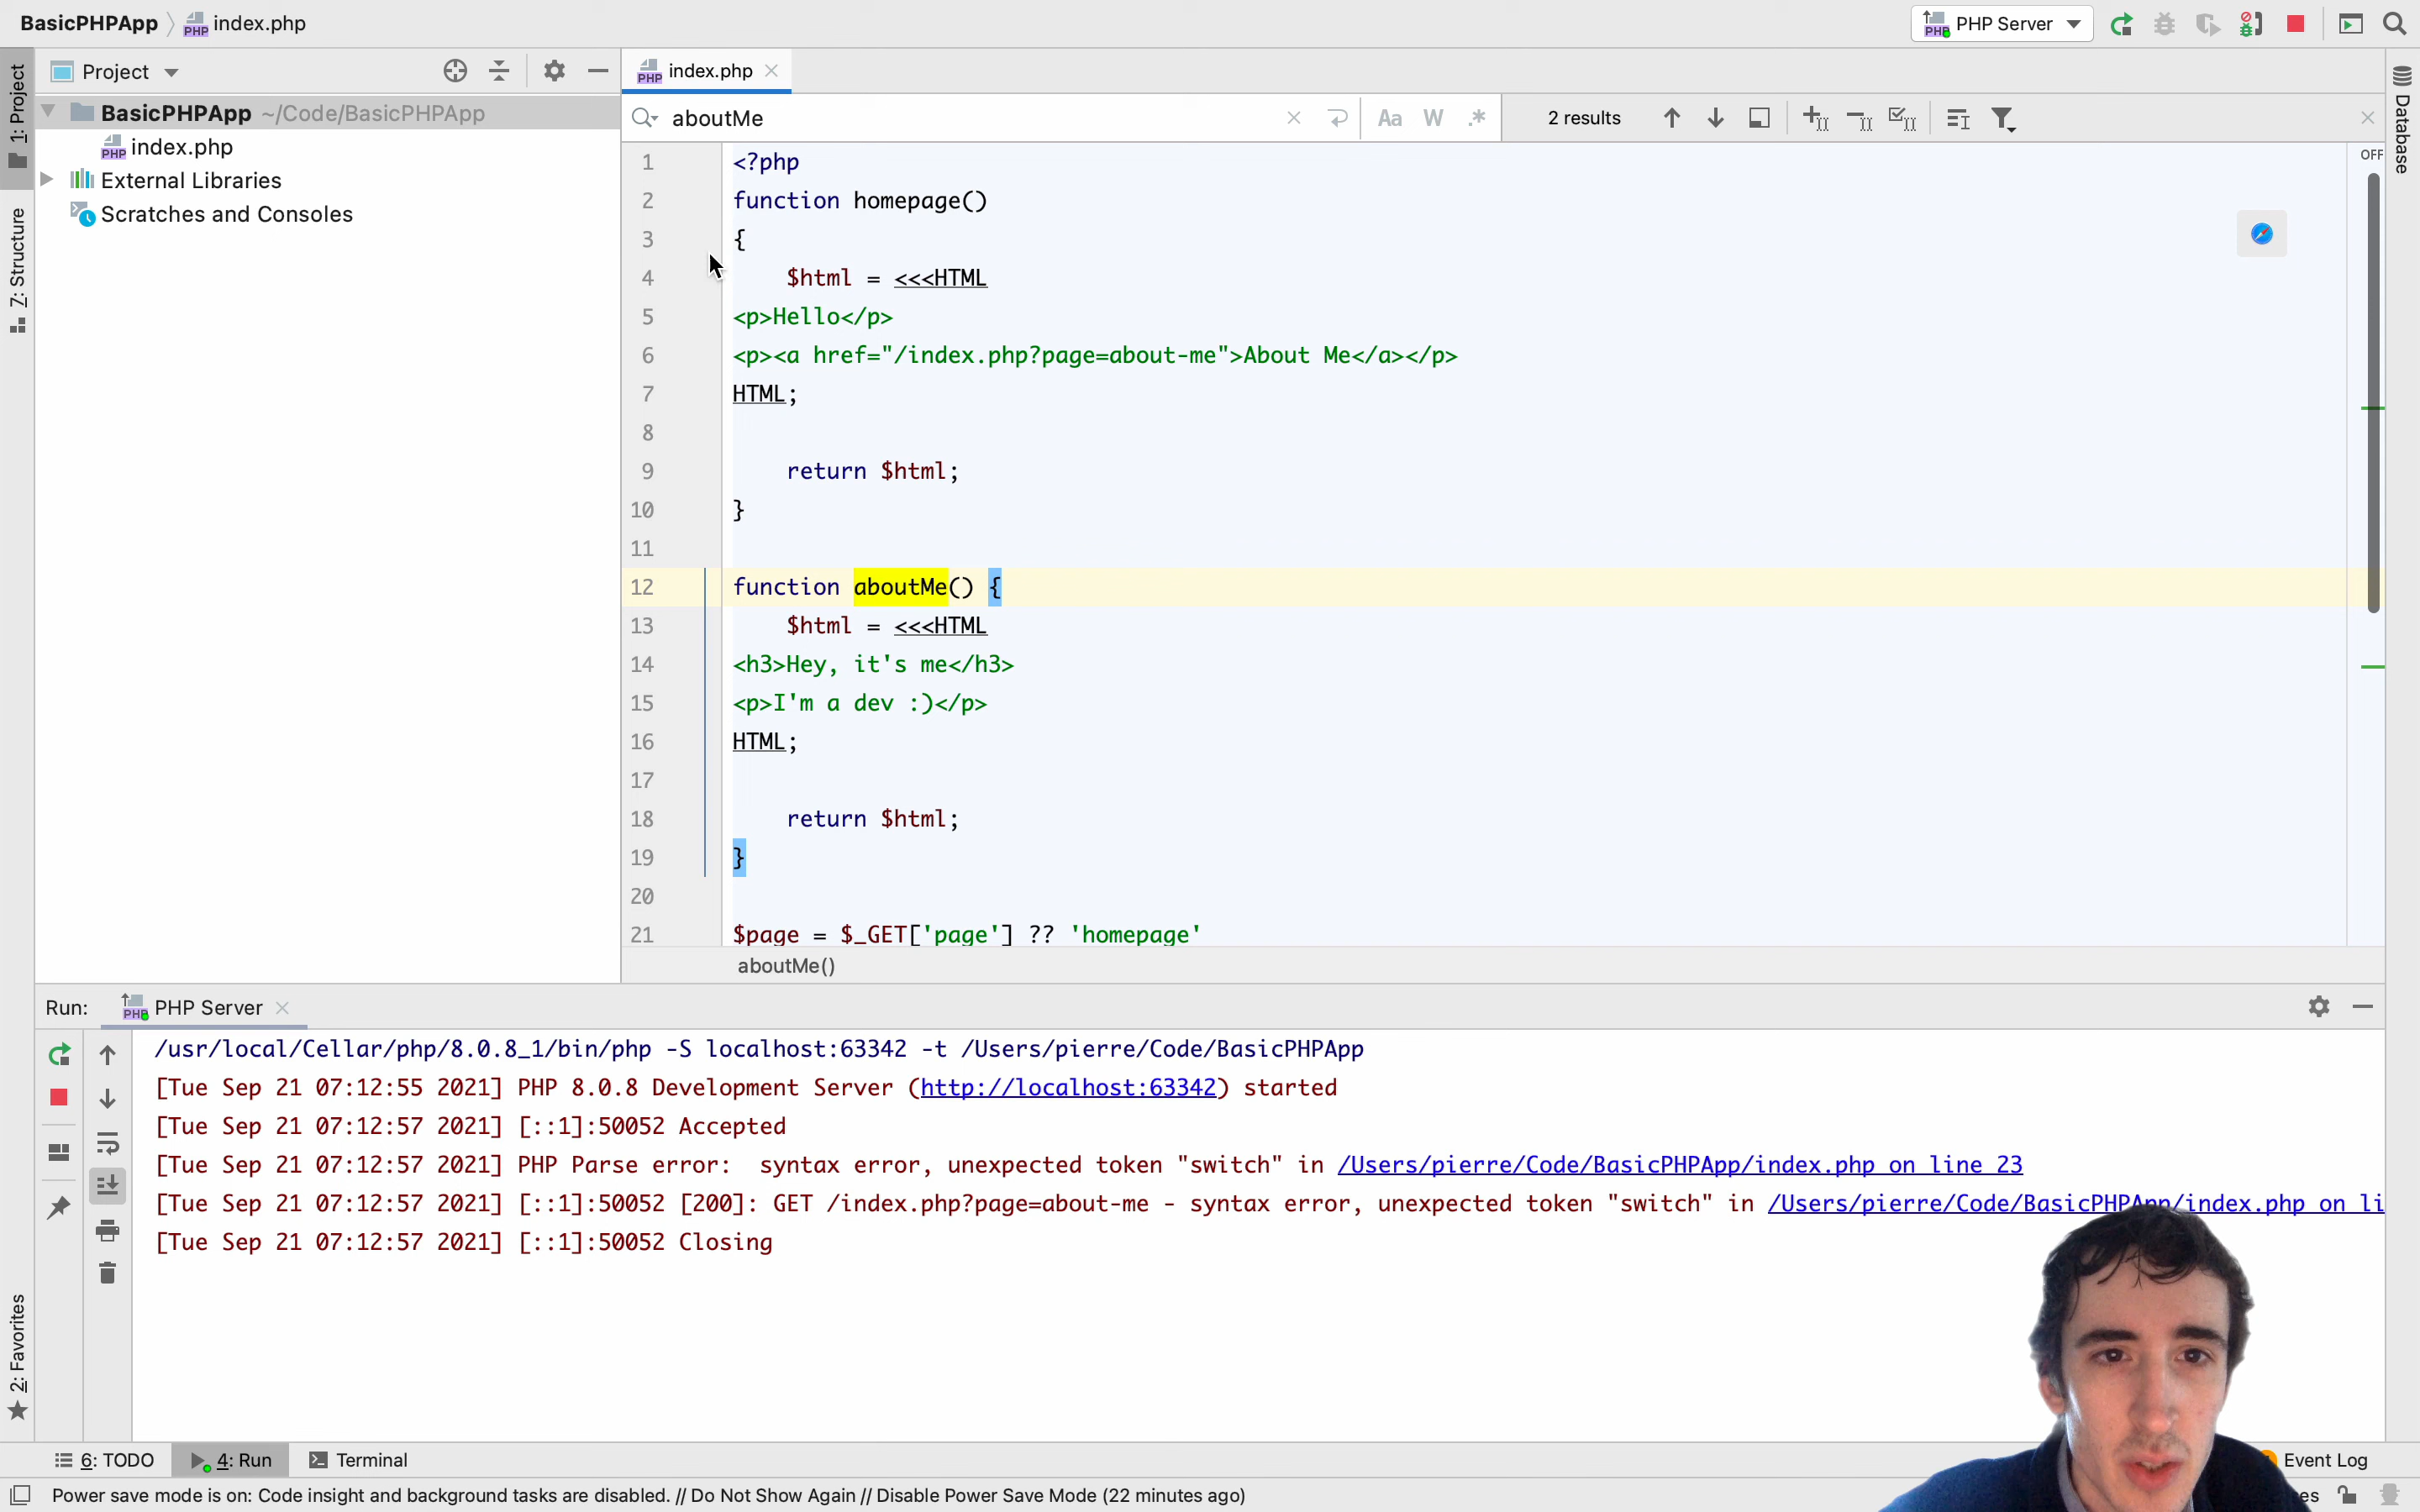 BasicPHPApp index.php PHP Server
1: Project
Project
index.php
BasicPHPApp ~/Code/BasicPHPApp
index.php
External Libraries
Scratches and Consoles
7: Structure
2: Favorites
Database
aboutMe Aa W .* 2 results
OFF
1 <?php
2 function homepage()
3 {
4 $html = <<<HTML
5 <p>Hello</p>
6 <p><a href="/index.php?page=about-me">About Me</a></p>
7 HTML;
8
9 return $html;
10 }
11
12 function aboutMe() {
13 $html = <<<HTML
14 <h3>Hey, it's me</h3>
15 <p>I'm a dev :)</p>
16 HTML;
17
18 return $html;
19 }
20
21 $page = $_GET['page'] ?? 'homepage'
aboutMe()
Run: PHP Server
/usr/local/Cellar/php/8.0.8_1/bin/php -S localhost:63342 -t /Users/pierre/Code/BasicPHPApp
[Tue Sep 21 07:12:55 2021] PHP 8.0.8 Development Server (http://localhost:63342) started
[Tue Sep 21 07:12:57 2021] [::1]:50052 Accepted
[Tue Sep 21 07:12:57 2021] PHP Parse error:  syntax error, unexpected token "switch" in /Users/pierre/Code/BasicPHPApp/index.php on line 23
[Tue Sep 21 07:12:57 2021] [::1]:50052 [200]: GET /index.php?page=about-me - syntax error, unexpected token "switch" in /Users/pierre/Code/BasicPHPApp/index.php on li
[Tue Sep 21 07:12:57 2021] [::1]:50052 Closing
6: TODO 4: Run Terminal Event Log
Power save mode is on: Code insight and background tasks are disabled. // Do Not Show Again // Disable Power Save Mode (22 minutes ago)